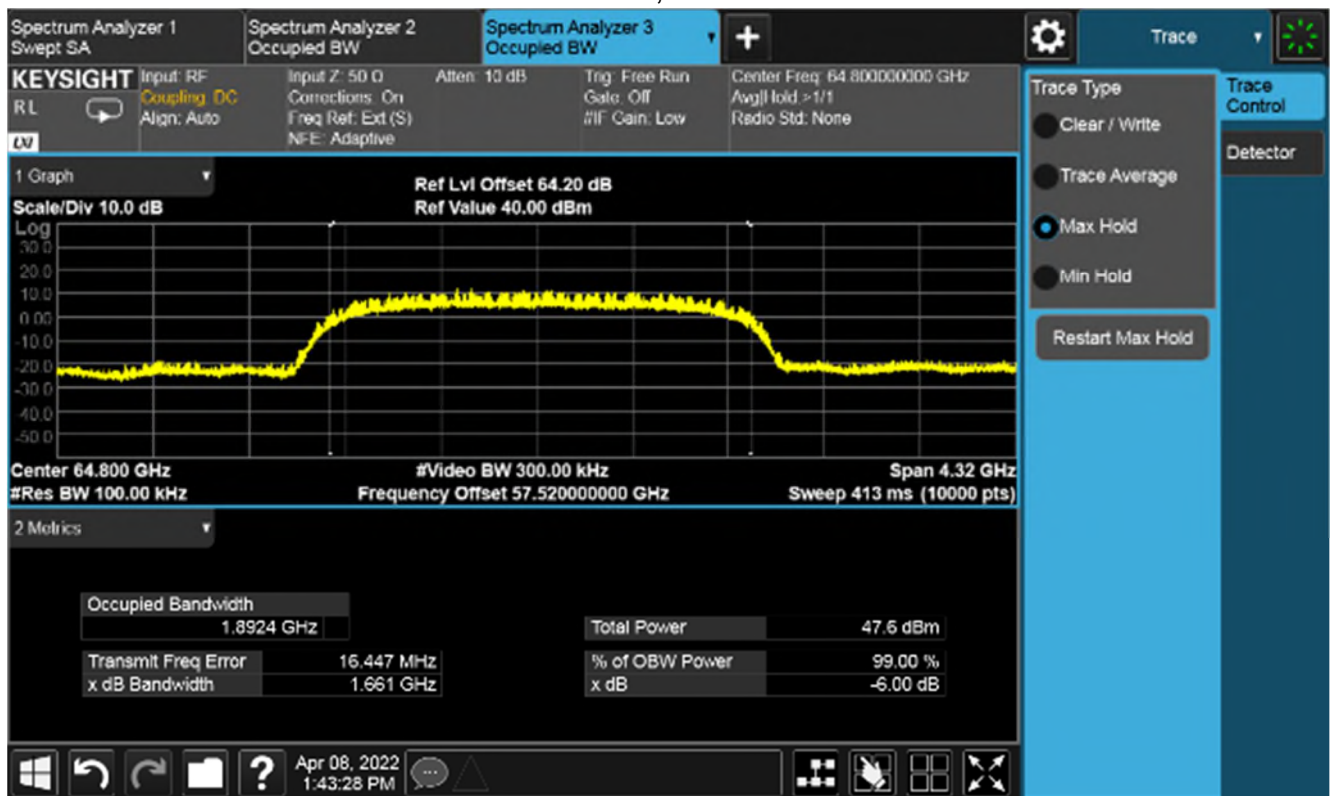 Spectrum Analyzer 1
Swept SA
Spectrum Analyzer 2
Occupied BW
Spectrum Analyzer 3
Occupied BW
Trace
KEYSIGHT
RL
LXI
Input: RF
Coupling: DC
Align: Auto
Input Z: 50 Ω
Corrections: On
Freq Ref: Ext (S)
NFE: Adaptive
Atten: 10 dB
Trig: Free Run
Gate: Off
#IF Gain: Low
Center Freq: 64.800000000 GHz
Avg|Hold:>1/1
Radio Std: None
Trace Type
Clear / Write
Trace Average
Max Hold
Min Hold
Restart Max Hold
Trace
Control
Detector
1 Graph
Scale/Div 10.0 dB
Ref Lvl Offset 64.20 dB
Ref Value 40.00 dBm
Log
30.0
20.0
10.0
0.00
-10.0
-20.0
-30.0
-40.0
-50.0
Center 64.800 GHz
#Video BW 300.00 kHz
Span 4.32 GHz
#Res BW 100.00 kHz
Frequency Offset 57.520000000 GHz
Sweep 413 ms (10000 pts)
2 Metrics
Occupied Bandwidth
1.8924 GHz
Total Power 47.6 dBm
Transmit Freq Error 16.447 MHz
% of OBW Power 99.00 %
x dB Bandwidth 1.661 GHz
x dB -6.00 dB
?
Apr 08, 2022
1:43:28 PM